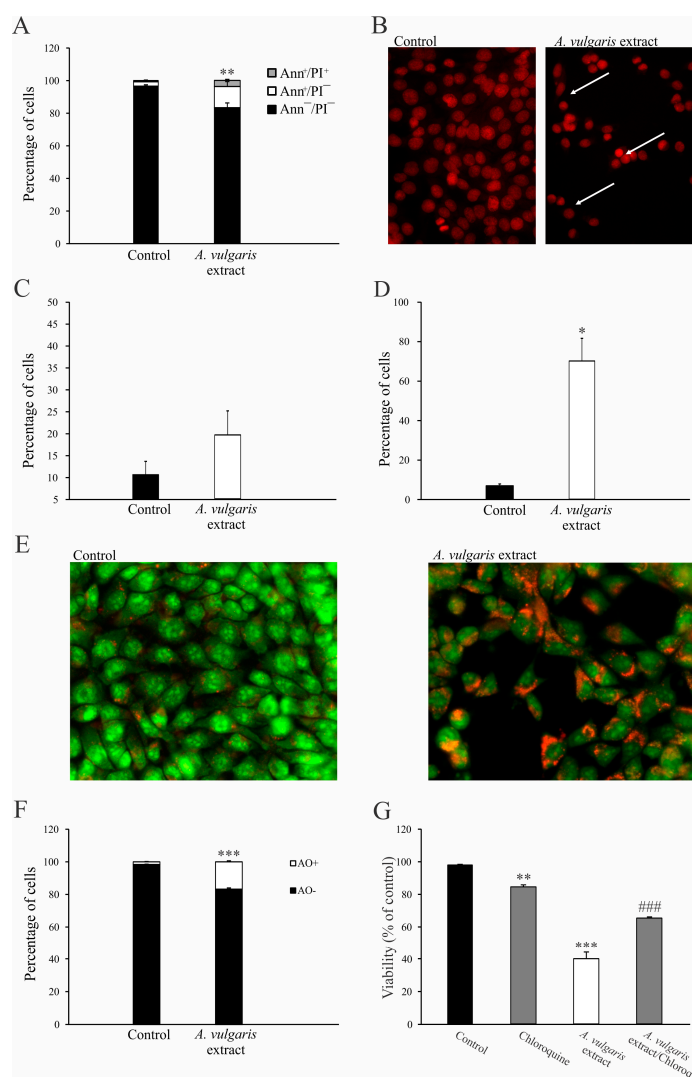 A
120
100
80
60
40
20
0
Percentage of cells
**
Ann⁺/PI⁺
Ann⁺/PI⁻
Ann⁻/PI⁻
Control
A. vulgaris
extract
B
Control
A. vulgaris extract
C
50
45
40
35
30
25
20
15
10
5
Percentage of cells
Control
A. vulgaris
extract
D
100
80
60
40
20
0
Percentage of cells
*
Control
A. vulgaris
extract
E
Control
A. vulgaris extract
F
120
100
80
60
40
20
0
Percentage of cells
***
AO+
AO-
Control
A. vulgaris
extract
G
120
100
80
60
40
20
0
Viability (% of control)
**
***
###
Control
Chloroquine
A. vulgaris
extract
A. vulgaris
extract/Chloroq